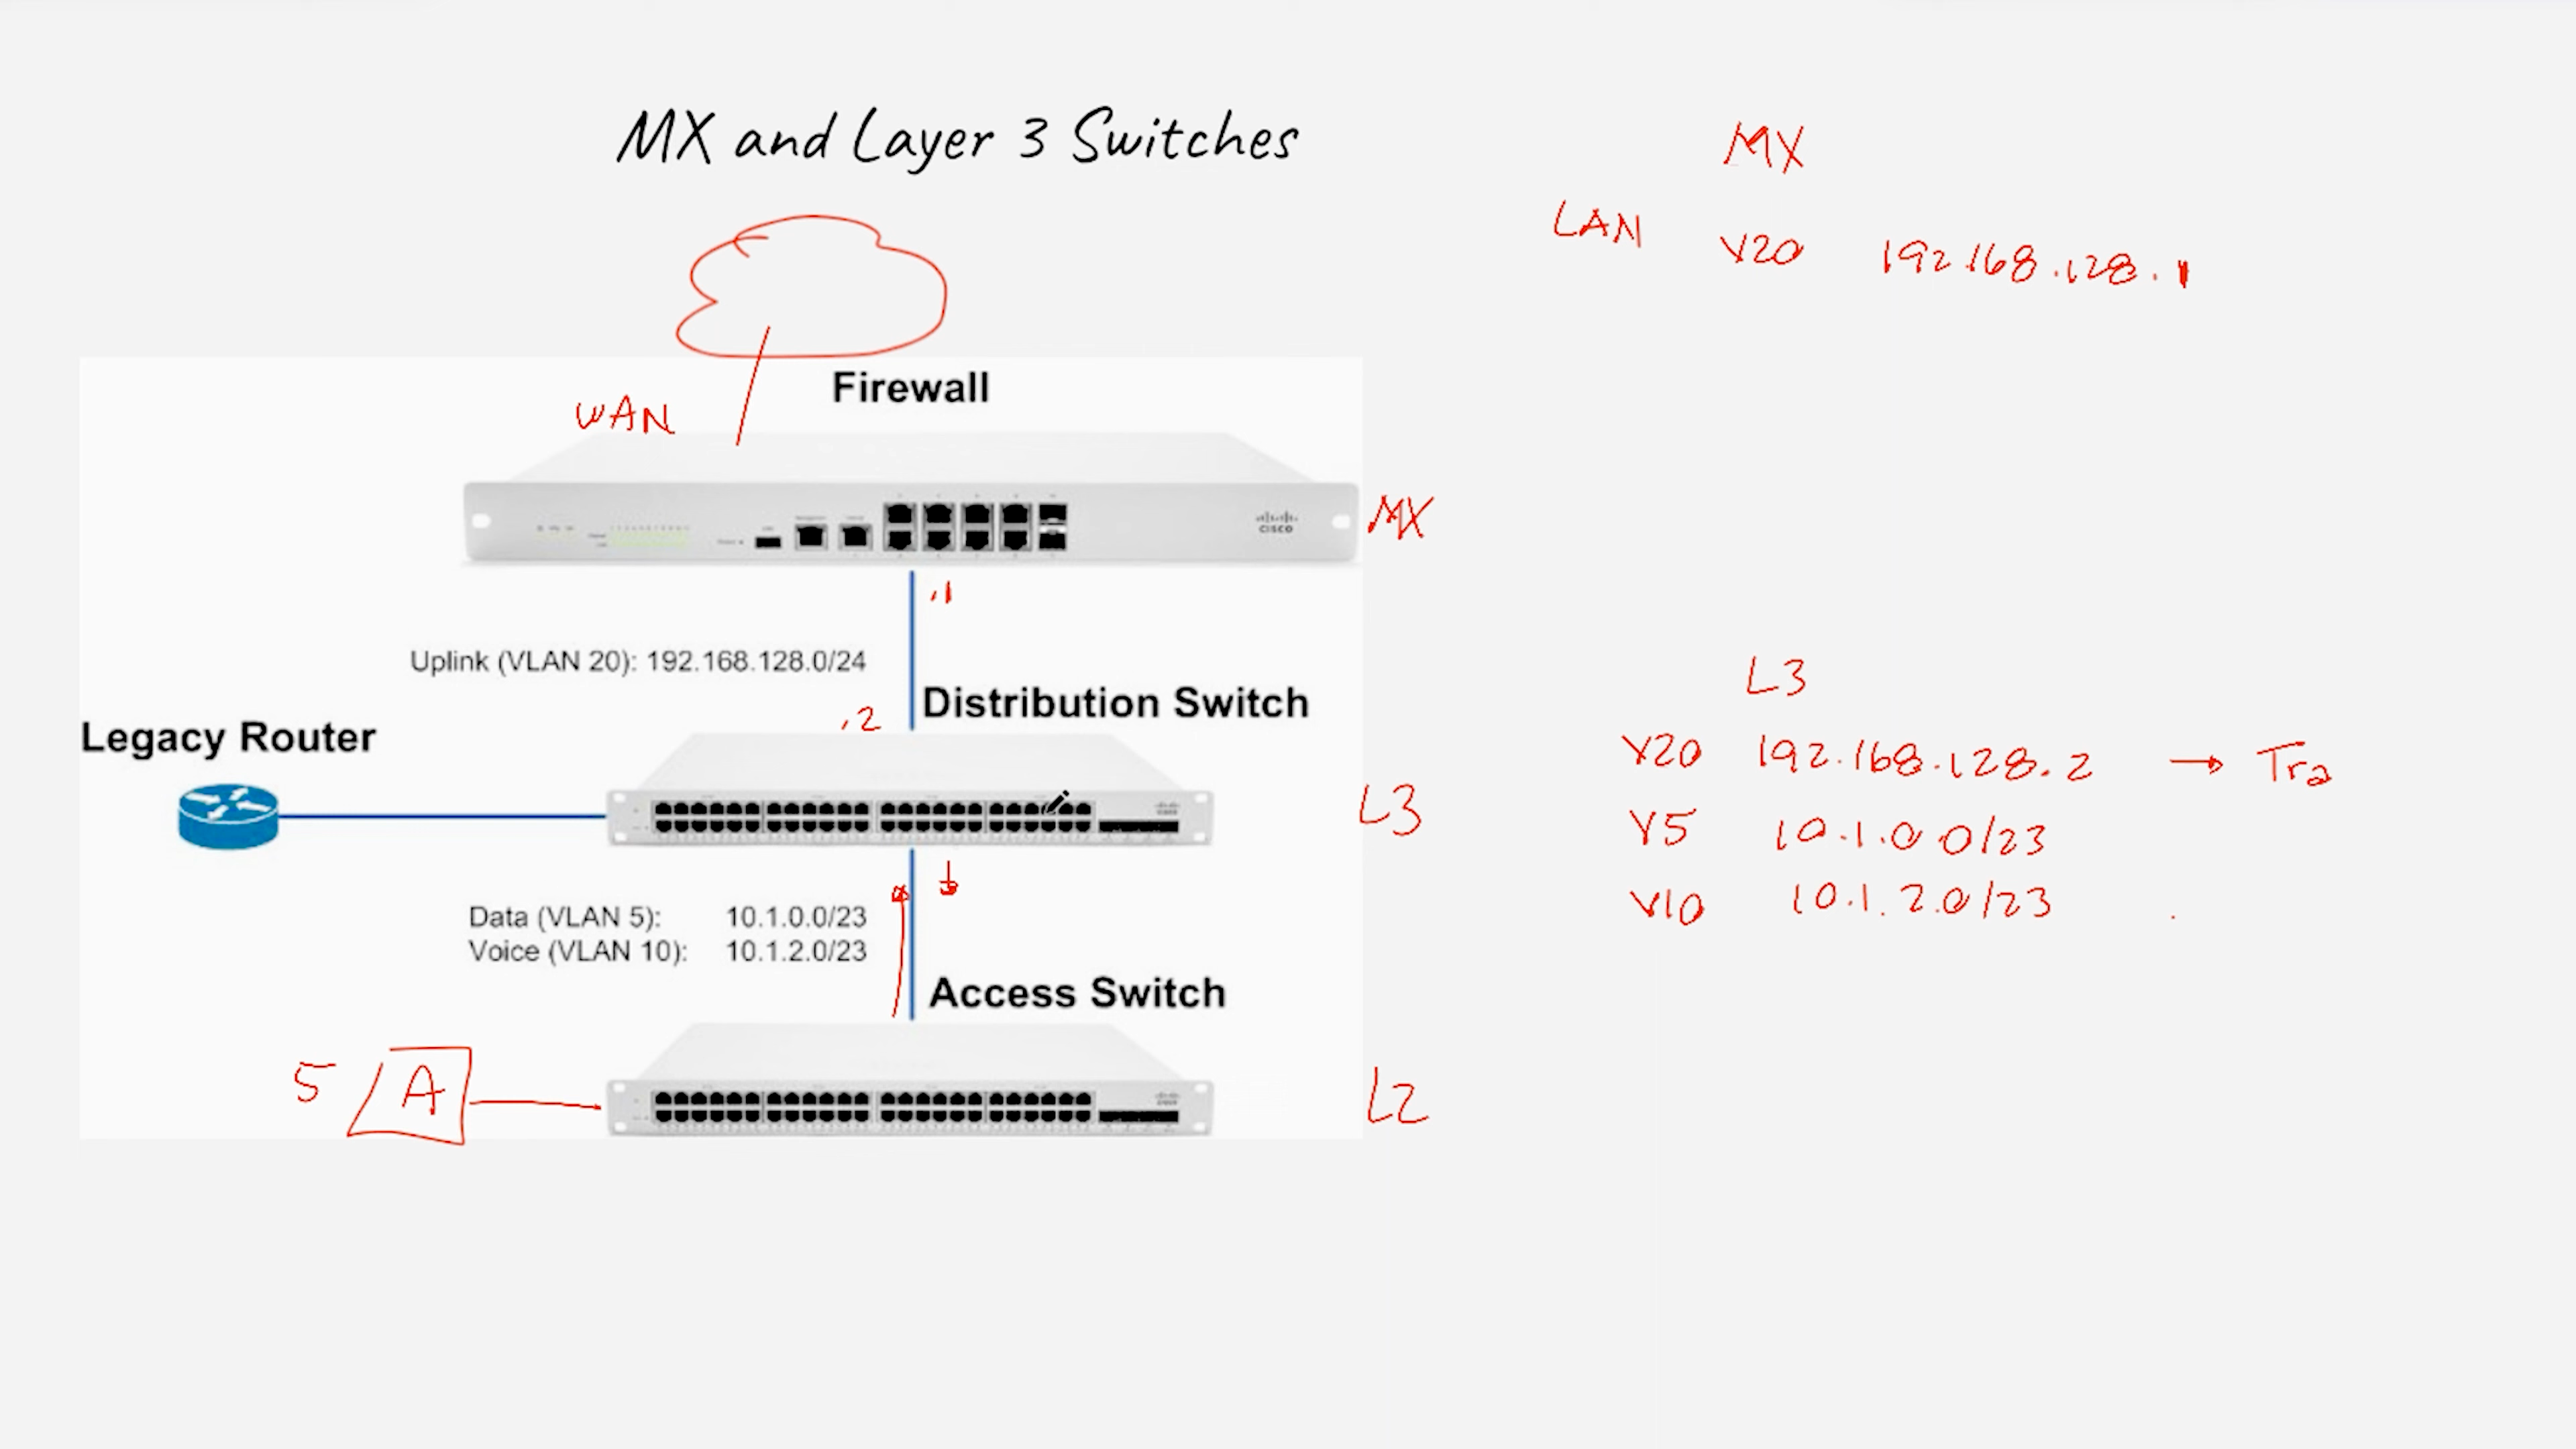 MX and Layer 3 Switches
MX
LAN V20 192.168.128.1
Firewall
WAN
CISCO
MX
.1
Uplink (VLAN 20): 192.168.128.0/24
Distribution Switch
.2
Legacy Router
L3
L3
V20 192.168.128.2 → Tra
V5 10.1.0.0/23
V10 10.1.2.0/23
Data (VLAN 5): 10.1.0.0/23
Voice (VLAN 10): 10.1.2.0/23
Access Switch
5 A
L2